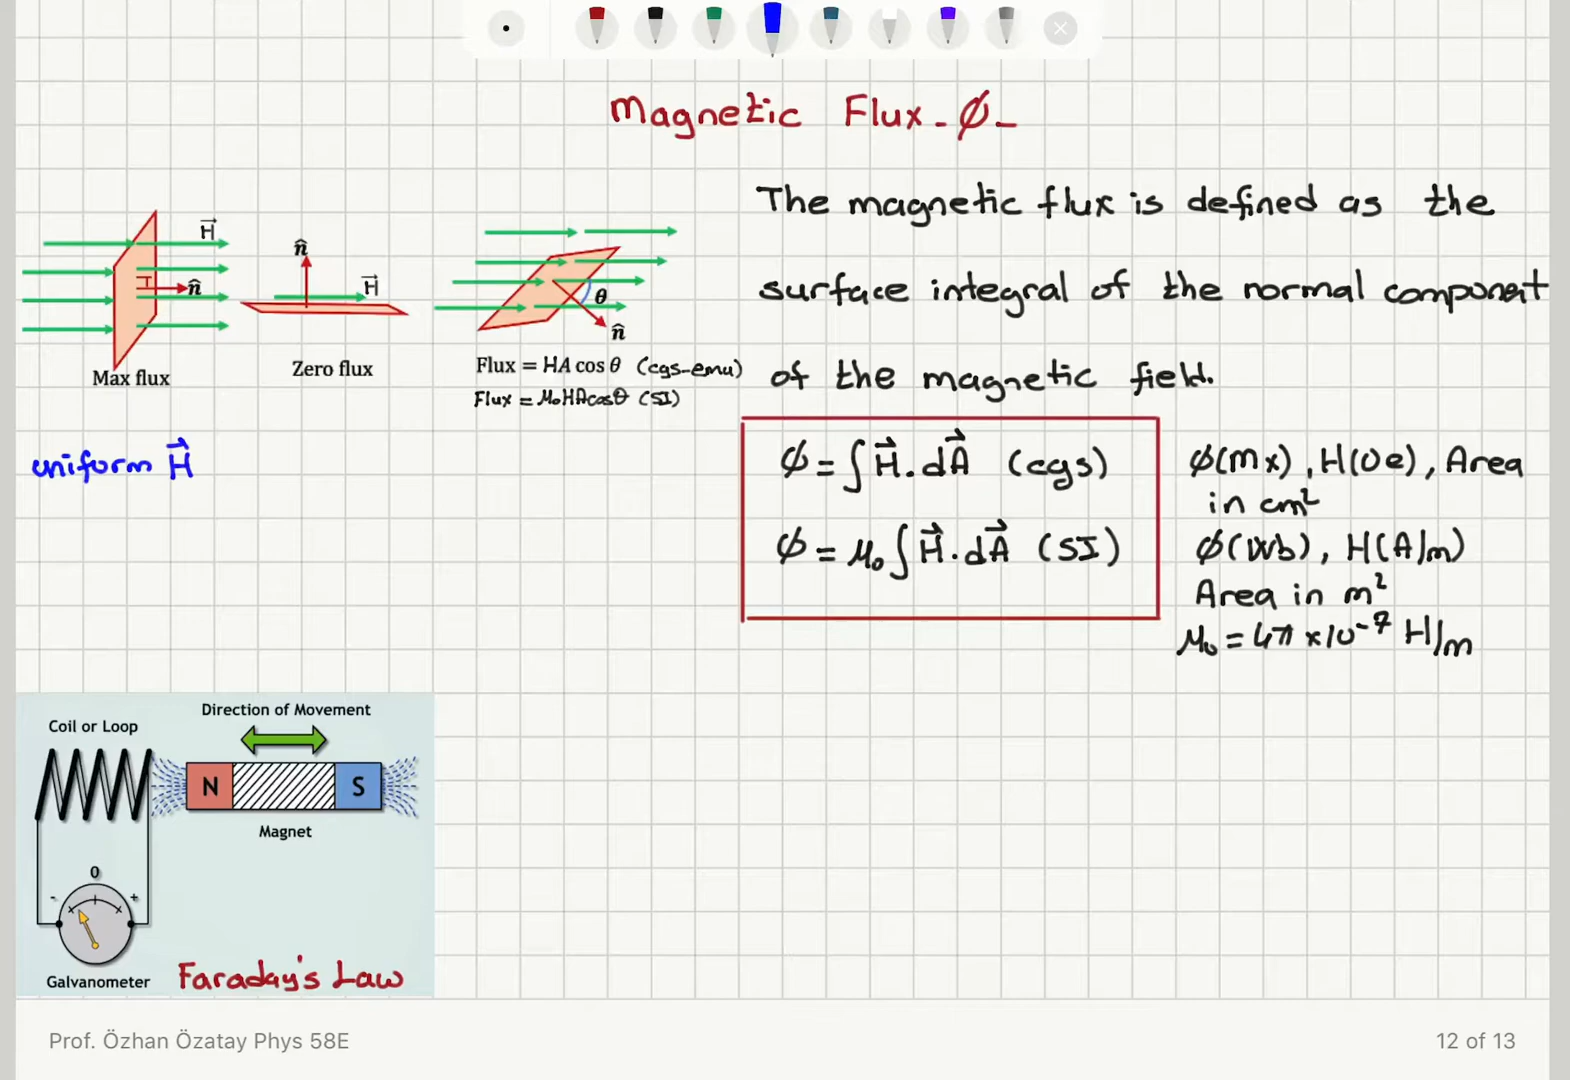 Magnetic Flux - Φ -
The magnetic flux is defined as the
surface integral of the normal component
of the magnetic field.
H⃗
n̂
Max flux
n̂
H⃗
Zero flux
θ
n̂
Flux = HA cos θ (cgs-emu)
Flux = μ₀HAcosθ (SI)
uniform H⃗
Φ = ∫H⃗.dA⃗ (cgs)
Φ = μ₀∫H⃗.dA⃗ (SI)
Φ(Mx), H(Oe), Area
in cm²
Φ(Wb), H(A/m)
Area in m²
μ₀ = 4π x10⁻⁷ H/m
Direction of Movement
Coil or Loop
N
S
Magnet
0
- +
Galvanometer
Faraday's Law
Prof. Özhan Özatay Phys 58E
12 of 13